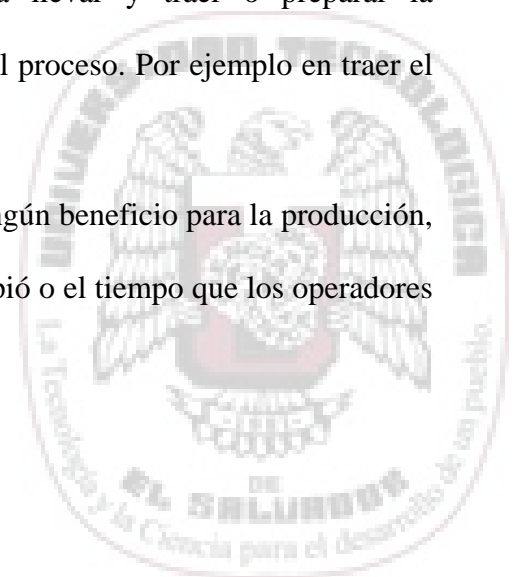 llevar y traer o preparar la
l proceso. Por ejemplo en traer el
ngún beneficio para la producción,
bió o el tiempo que los operadores
UNIVERSIDAD TECNOLOGICA
La Tecnología y la Ciencia para el desarrollo de un pueblo.
DE
EL SALVADOR